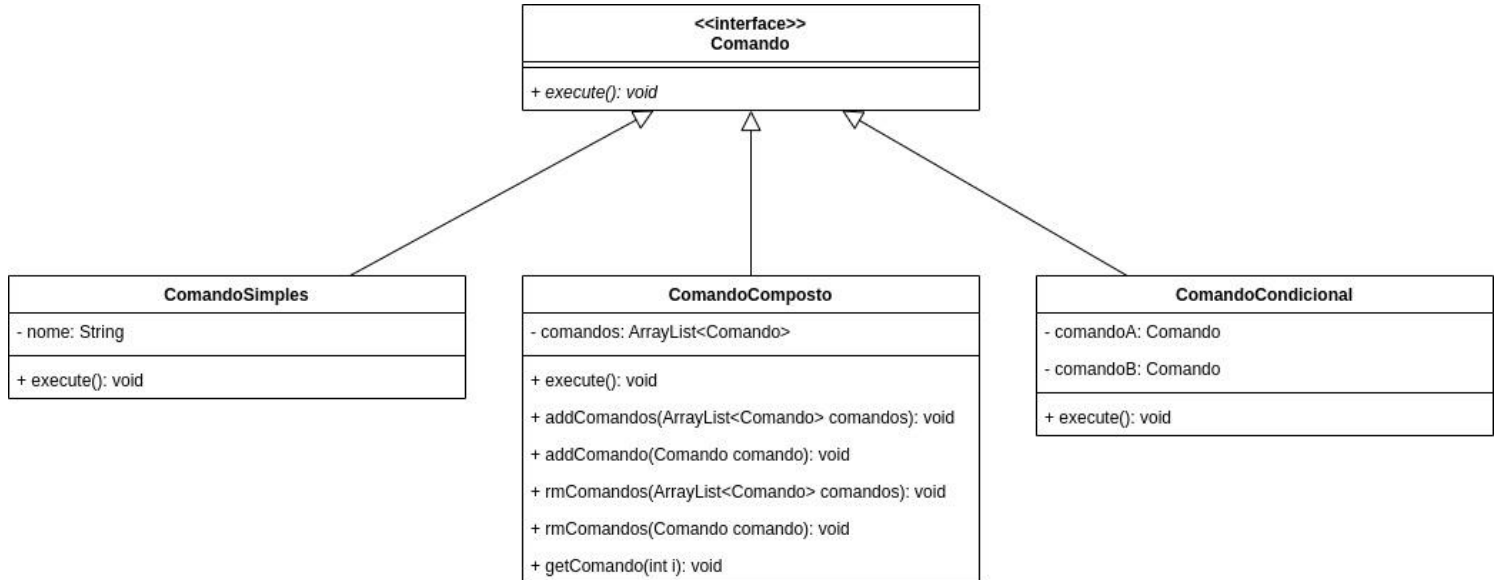 <<interface>>
Comando
+ execute(): void
ComandoSimples
- nome: String
+ execute(): void
ComandoComposto
- comandos: ArrayList<Comando>
+ execute(): void
+ addComandos(ArrayList<Comando> comandos): void
+ addComando(Comando comando): void
+ rmComandos(ArrayList<Comando> comandos): void
+ rmComandos(Comando comando): void
+ getComando(int i): void
ComandoCondicional
- comandoA: Comando
- comandoB: Comando
+ execute(): void